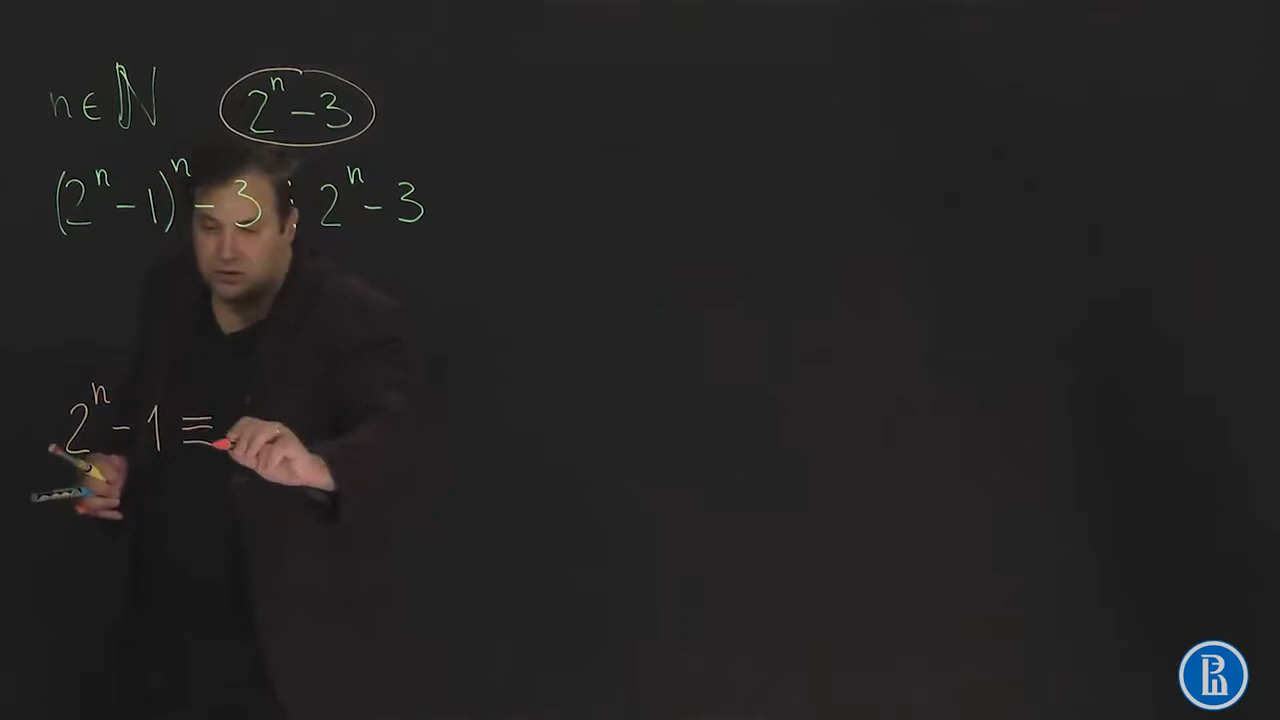 n ∈ ℕ 2ⁿ − 3
(2ⁿ − 1)ⁿ − 3 ⋮ 2ⁿ − 3
2ⁿ − 1 ≡